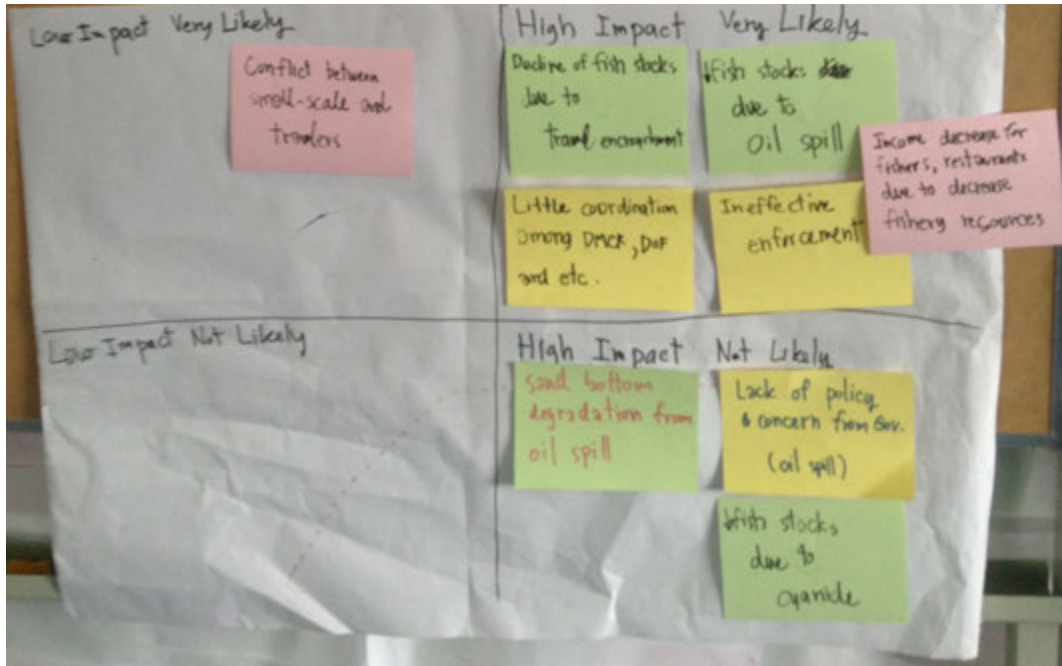 Low Impact Very Likely
Conflict between
small-scale and
trawlers
High Impact Very Likely
Decline of fish stocks
due to
trawl encroachment
↓fish stocks
due to
oil spill
Income decrease for
fishers, restaurants
due to decrease
fishery resources
Little coordination
among DMCR, DOF
and etc.
Ineffective
enforcement
Low Impact Not Likely
High Impact Not Likely
sand bottom
degradation from
oil spill
Lack of policy
& concern from Gov.
(oil spill)
↓fish stocks
due to
cyanide